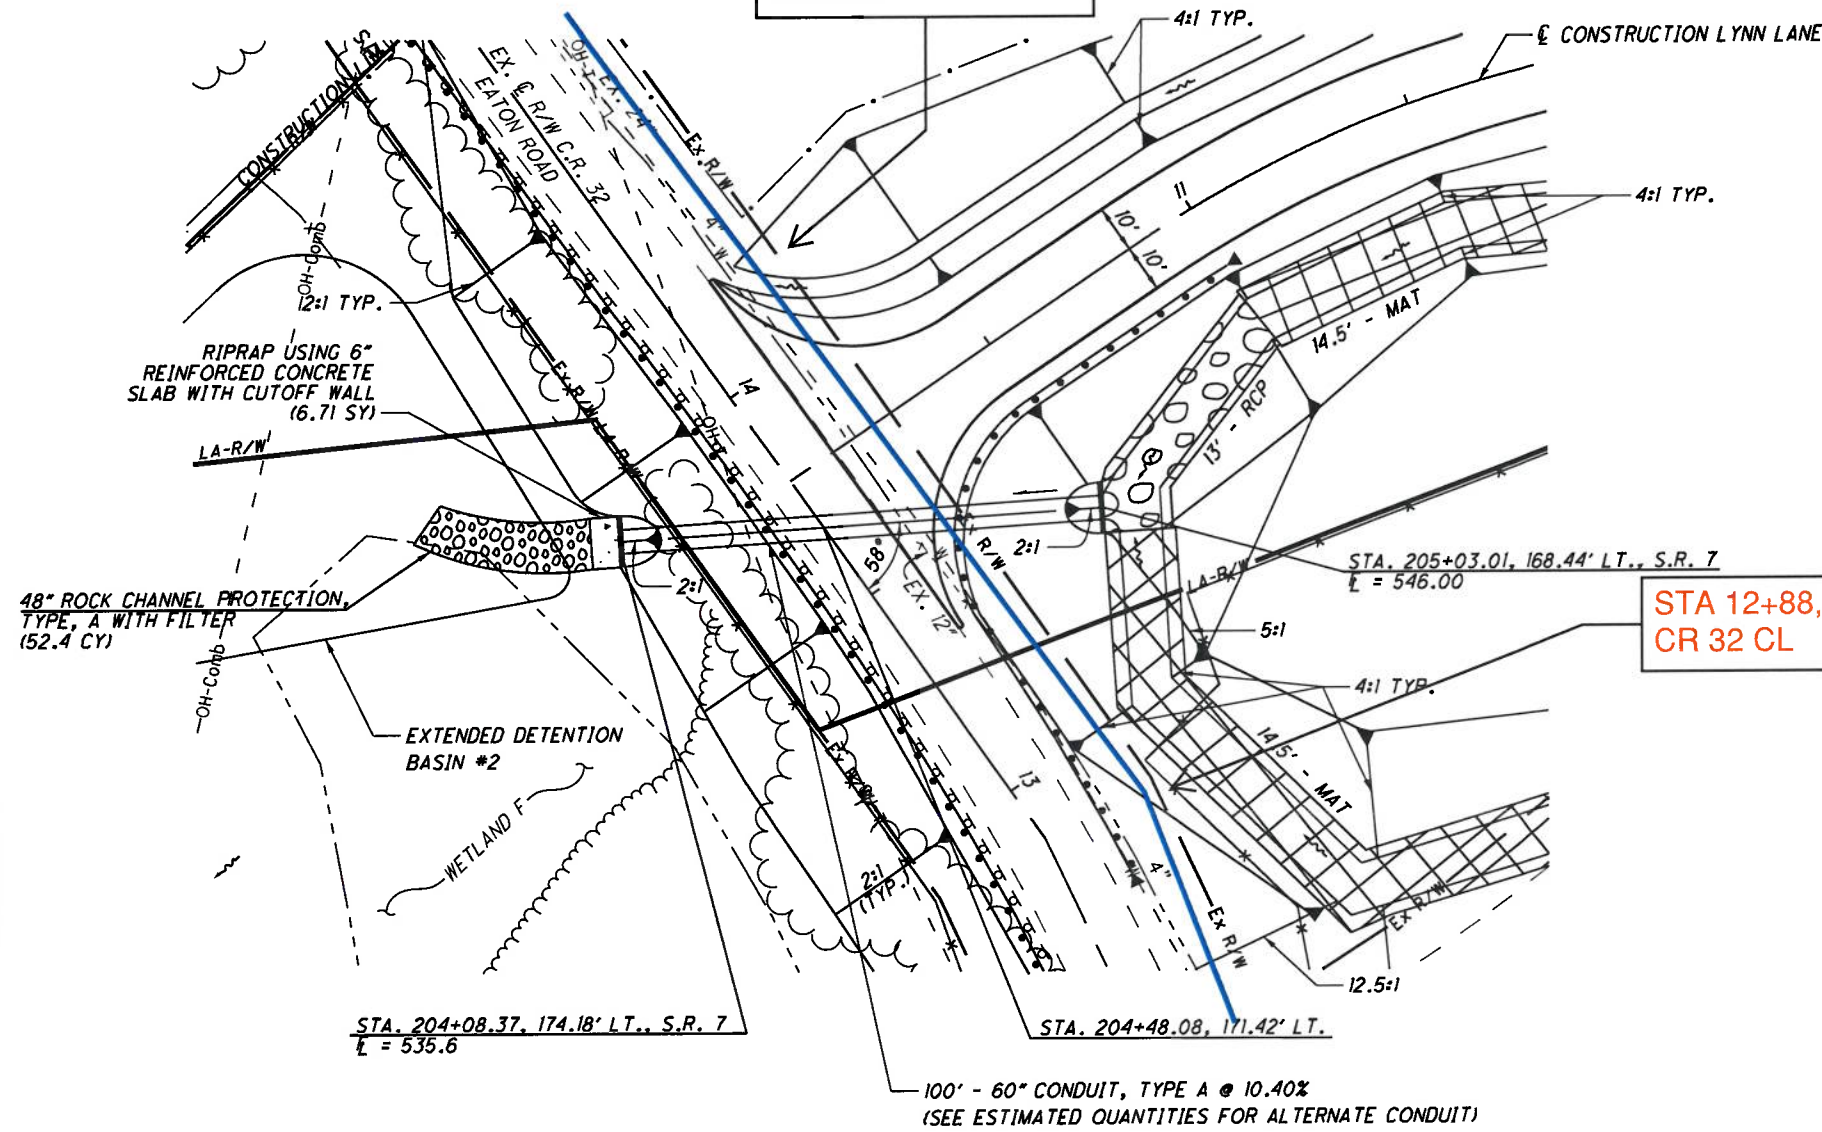 4:1 TYP.
℄ CONSTRUCTION LYNN LANE
CONSTRUCTION LIM
EX. ℄ R/W C.R. 32
EATON ROAD
OH-
EX. 24"
Ex. R/W
4" W
11
10'
10'
4:1 TYP.
14.5' - MAT
13' - RCP
OH-Comb
12:1 TYP.
Ex R/W
14
OH
RIPRAP USING 6"
REINFORCED CONCRETE
SLAB WITH CUTOFF WALL
(6.71 SY)
LA-R/W
LA-R/W
58°
EX. 12"
W
R/W
2:1
2:1
LA-R/W
STA. 205+03.01, 168.44' LT., S.R. 7
℄ = 546.00
STA 12+88,
CR 32 CL
48" ROCK CHANNEL PROTECTION,
TYPE, A WITH FILTER
(52.4 CY)
5:1
4:1 TYP.
OH-Comb
EXTENDED DETENTION
BASIN #2
Ex R/W
13
14.5' - MAT
WETLAND F
2:1
(TYP.)
4"
Ex R/W
EX R/W
12.5:1
STA. 204+08.37, 174.18' LT., S.R. 7
℄ = 535.6
STA. 204+48.08, 171.42' LT.
100' - 60" CONDUIT, TYPE A @ 10.40%
(SEE ESTIMATED QUANTITIES FOR ALTERNATE CONDUIT)